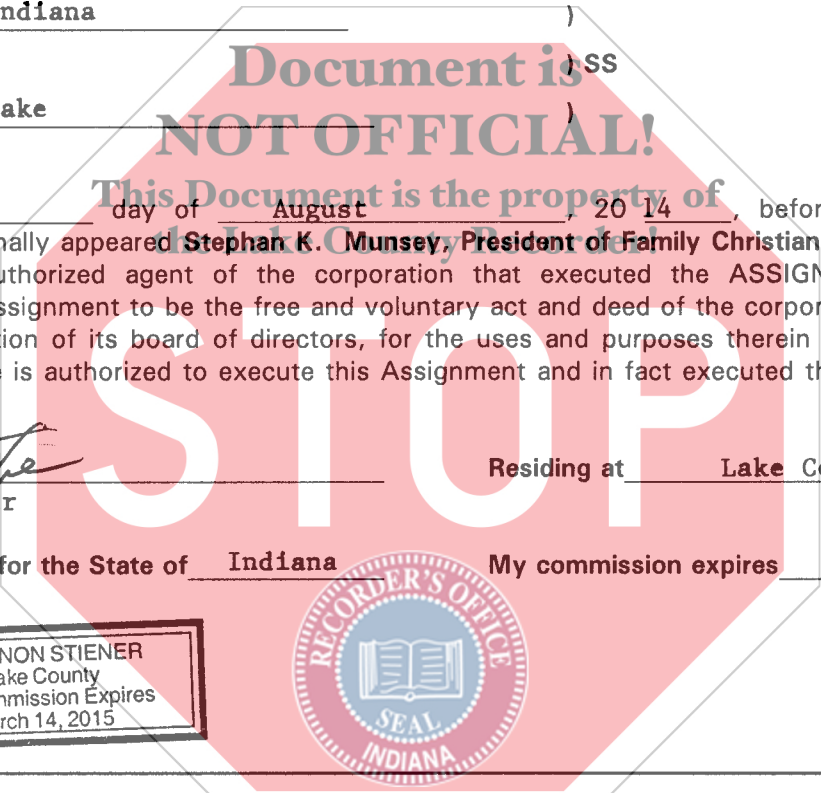 ndiana )
Document is
) SS
ake )
NOT OFFICIAL!
This Document is the property of
day of August , 20 14 , befor
the Lake County Recorder!
nally appeared Stephan K. Munsey, President of Family Christian
uthorized agent of the corporation that executed the ASSIGN
ssignment to be the free and voluntary act and deed of the corpor
tion of its board of directors, for the uses and purposes therein
e is authorized to execute this Assignment and in fact executed th
STOP
Residing at Lake Co
r
for the State of Indiana My commission expires
RECORDER'S OFFICE
SEAL
INDIANA
NON STIENER
ake County
mmission Expires
rch 14, 2015